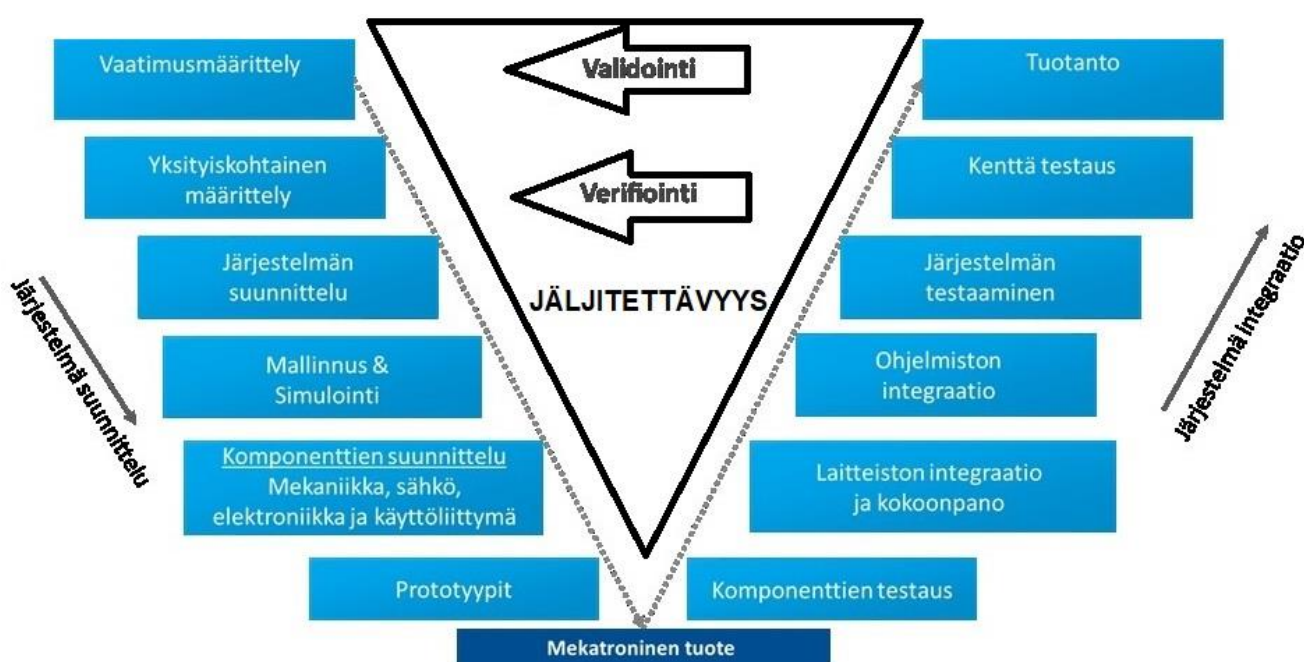 Vaatimusmäärittely
Yksityiskohtainen
määrittely
Järjestelmän
suunnittelu
Mallinnus &
Simulointi
Komponenttien suunnittelu
Mekaniikka, sähkö,
elektroniikka ja käyttöliittymä
Prototyypit
Järjestelmä suunnittelu
Validointi
Verifiointi
JÄLJITETTÄVYYS
Tuotanto
Kenttä testaus
Järjestelmän
testaaminen
Ohjelmiston
integraatio
Laitteiston integraatio
ja kokoonpano
Komponenttien testaus
Järjestelmä integraatio
Mekatroninen tuote